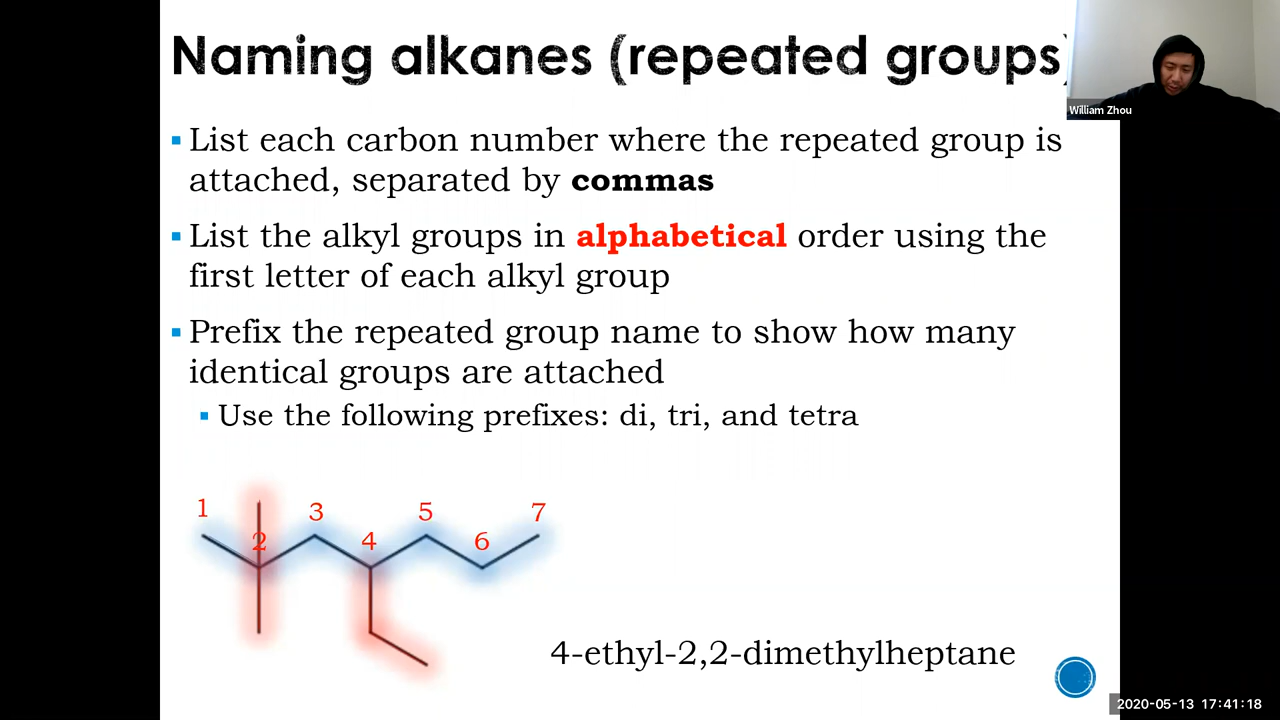 Naming alkanes (repeated groups)
William Zhou
▪ List each carbon number where the repeated group is
attached, separated by commas
▪ List the alkyl groups in alphabetical order using the
first letter of each alkyl group
▪ Prefix the repeated group name to show how many
identical groups are attached
▪ Use the following prefixes: di, tri, and tetra
1 2 3 4 5 6 7
4-ethyl-2,2-dimethylheptane
2020-05-13 17:41:18